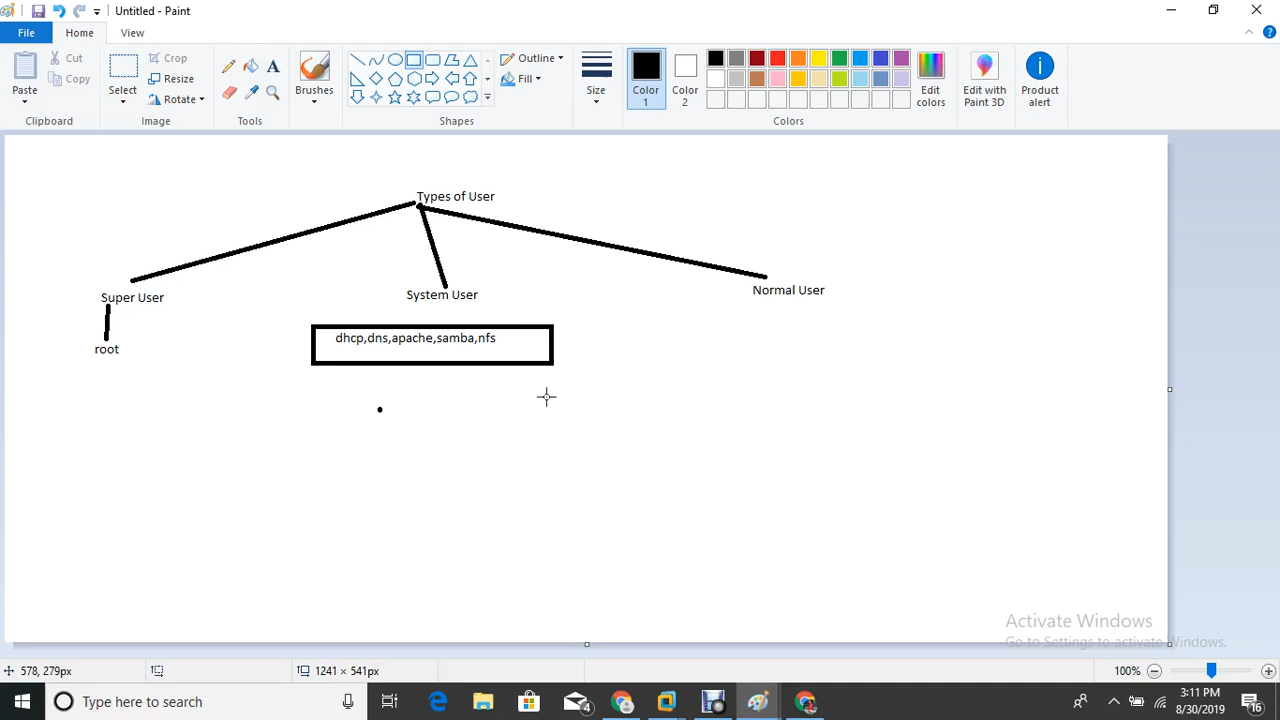 Untitled - Paint
File
Home
View
Paste
Cut
Copy
Clipboard
Select
Crop
Resize
Rotate
Image
A
Tools
Brushes
Outline
Fill
Shapes
Size
Color 1
Color 2
Edit colors
Colors
Edit with Paint 3D
Product alert
Types of User
Super User
System User
Normal User
dhcp,dns,apache,samba,nfs
root
Activate Windows
Go to Settings to activate Windows.
578, 279px
1241 × 541px
100%
Type here to search
4
3:11 PM
8/30/2019
16